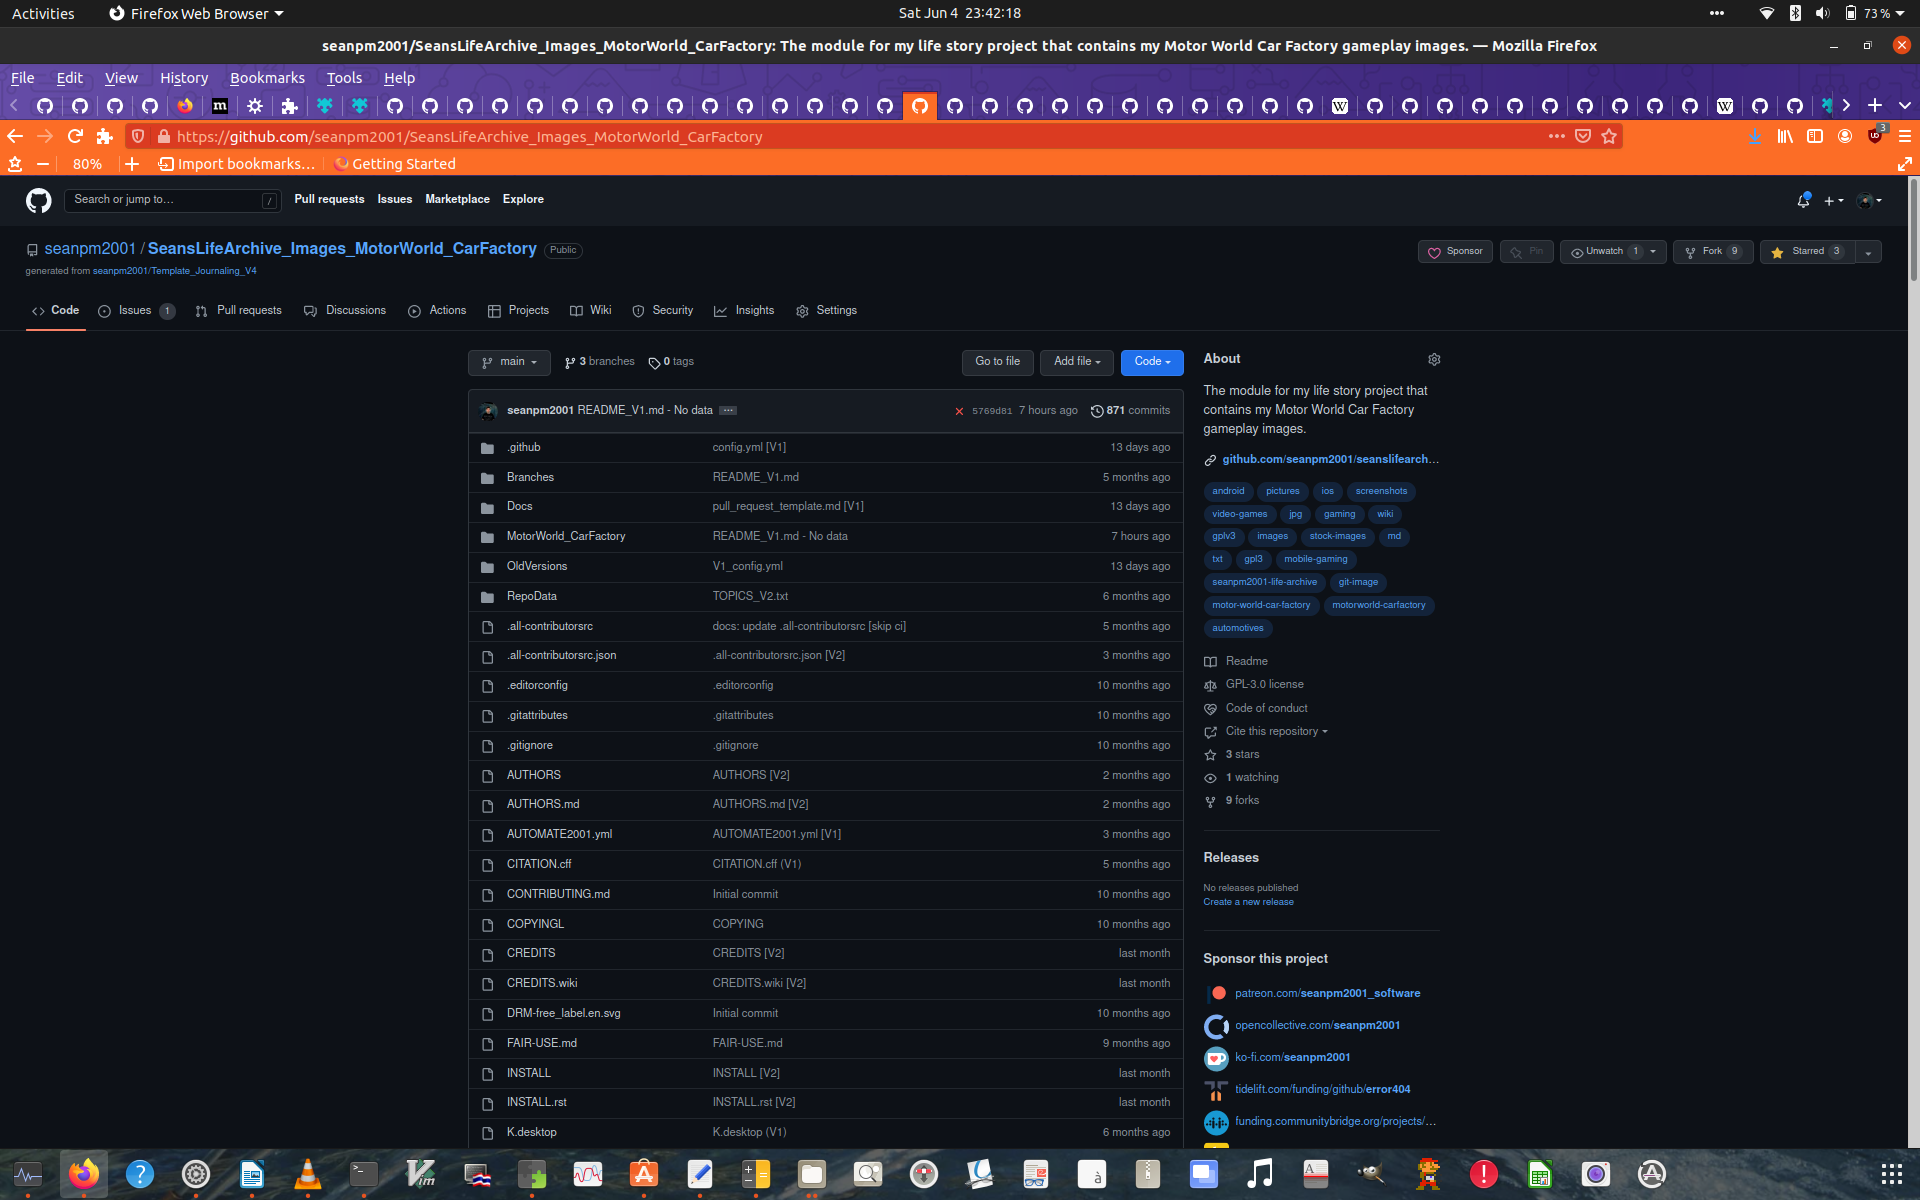 Activities Firefox Web Browser Sat Jun 4 23:42:18 73 %
seanpm2001/SeansLifeArchive_Images_MotorWorld_CarFactory: The module for my life story project that contains my Motor World Car Factory gameplay images. — Mozilla Firefox
File Edit View History Bookmarks Tools Help
https://github.com/seanpm2001/SeansLifeArchive_Images_MotorWorld_CarFactory 3
80% Import bookmarks… Getting Started
Search or jump to… / Pull requests Issues Marketplace Explore
seanpm2001 / SeansLifeArchive_Images_MotorWorld_CarFactory Public Sponsor Pin Unwatch 1 Fork 9 Starred 3
generated from seanpm2001/Template_Journaling_V4
Code Issues 1 Pull requests Discussions Actions Projects Wiki Security Insights Settings
main 3 branches 0 tags Go to file Add file Code
seanpm2001 README_V1.md - No data 5769d81 7 hours ago 871 commits
.github config.yml [V1] 13 days ago
Branches README_V1.md 5 months ago
Docs pull_request_template.md [V1] 13 days ago
MotorWorld_CarFactory README_V1.md - No data 7 hours ago
OldVersions V1_config.yml 13 days ago
RepoData TOPICS_V2.txt 6 months ago
.all-contributorsrc docs: update .all-contributorsrc [skip ci] 5 months ago
.all-contributorsrc.json .all-contributorsrc.json [V2] 3 months ago
.editorconfig .editorconfig 10 months ago
.gitattributes .gitattributes 10 months ago
.gitignore .gitignore 10 months ago
AUTHORS AUTHORS [V2] 2 months ago
AUTHORS.md AUTHORS.md [V2] 2 months ago
AUTOMATE2001.yml AUTOMATE2001.yml [V1] 3 months ago
CITATION.cff CITATION.cff (V1) 5 months ago
CONTRIBUTING.md Initial commit 10 months ago
COPYINGL COPYING 10 months ago
CREDITS CREDITS [V2] last month
CREDITS.wiki CREDITS.wiki [V2] last month
DRM-free_label.en.svg Initial commit 10 months ago
FAIR-USE.md FAIR-USE.md 9 months ago
INSTALL INSTALL [V2] last month
INSTALL.rst INSTALL.rst [V2] last month
K.desktop K.desktop (V1) 6 months ago
About
The module for my life story project that
contains my Motor World Car Factory
gameplay images.
github.com/seanpm2001/seanslifearch…
android pictures ios screenshots
video-games jpg gaming wiki
gplv3 images stock-images md
txt gpl3 mobile-gaming
seanpm2001-life-archive git-image
motor-world-car-factory motorworld-carfactory
automotives
Readme
GPL-3.0 license
Code of conduct
Cite this repository
3 stars
1 watching
9 forks
Releases
No releases published
Create a new release
Sponsor this project
patreon.com/seanpm2001_software
opencollective.com/seanpm2001
ko-fi.com/seanpm2001
tidelift.com/funding/github/error404
funding.communitybridge.org/projects/…